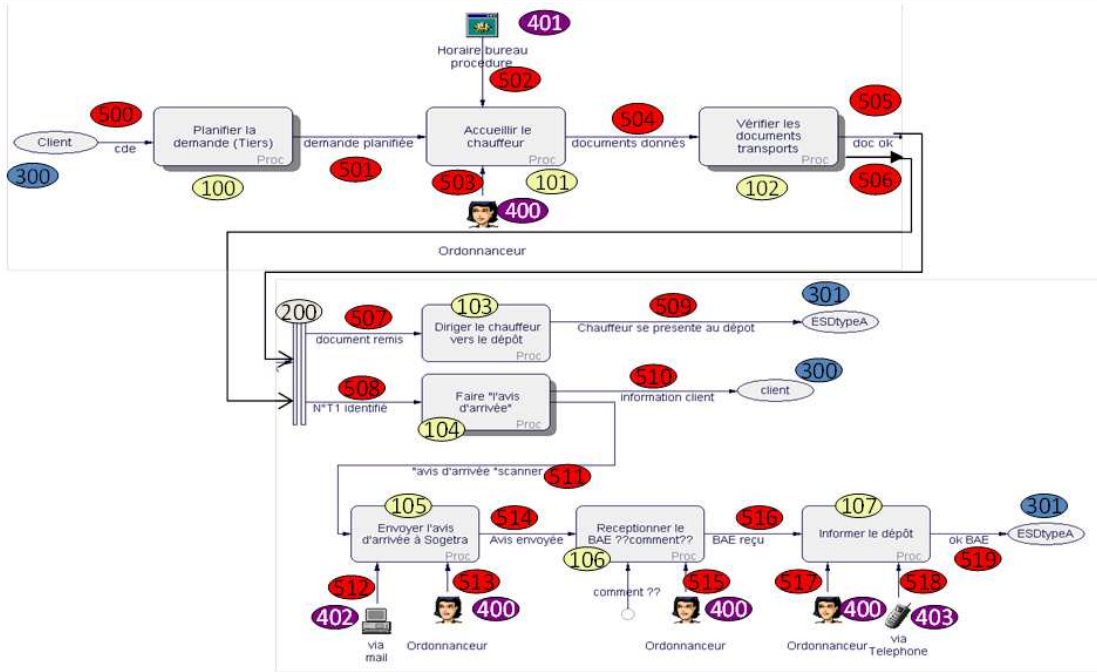 401
Horaire bureau
procédure
502
500
Client
cde
300
Planifier la
demande (Tiers)
Proc
100
demande planifiée
501
Accueillir le
chauffeur
Proc
101
503
400
Ordonnanceur
504
documents donnés
Vérifier les
documents
transports
Proc
102
505
doc ok
506
200
507
document remis
103
Diriger le chauffeur
vers le dépôt
Proc
509
Chauffeur se presente au dépot
301
ESDtypeA
508
N°T1 identifié
Faire "l'avis
d'arrivée"
Proc
104
510
information client
300
client
"avis d'arrivée "scanner
511
105
Envoyer l'avis
d'arrivée à Sogetra
Proc
514
Avis envoyée
Receptionner le
BAE ??comment??
Proc
106
516
BAE reçu
107
Informer le dépôt
Proc
301
ESDtypeA
ok BAE
519
512
402
via
mail
513
400
Ordonnanceur
comment ??
515
400
Ordonnanceur
517
400
Ordonnanceur
518
403
via
Telephone